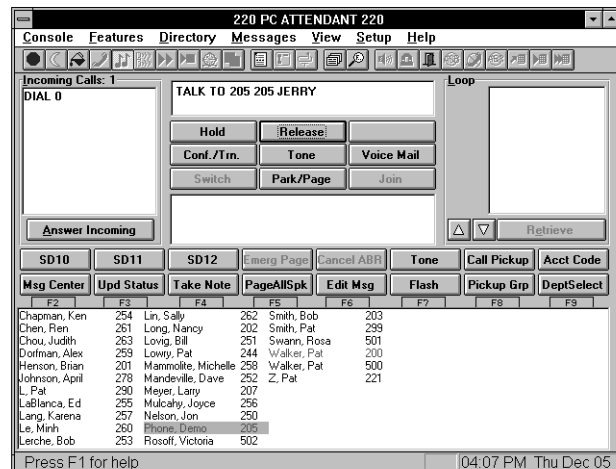 220 PC ATTENDANT 220
Console Features Directory Messages View Setup Help
Incoming Calls: 1
DIAL 0
Answer Incoming
TALK TO 205 205 JERRY
Hold Release
Conf./Trn. Tone Voice Mail
Switch Park/Page Join
Loop
Retrieve
SD10 SD11 SD12 Emerg Page Cancel ABR Tone Call Pickup Acct Code
Msg Center Upd Status Take Note PageAllSpk Edit Msg Flash Pickup Grp DeptSelect
F2 F3 F4 F5 F6 F7 F8 F9
Chapman, Ken 254 Lin, Sally 262 Smith, Bob 203
Chen, Ren 261 Long, Nancy 202 Smith, Pat 299
Chou, Judith 263 Lovig, Bill 251 Swann, Rosa 501
Dorfman, Alex 259 Lowry, Pat 244 Walker, Pat 200
Henson, Brian 201 Mammolite, Michelle 258 Walker, Pat 500
Johnson, April 278 Mandeville, Dave 252 Z, Pat 221
L, Pat 290 Meyer, Larry 207
LaBlanca, Ed 255 Mulcahy, Joyce 256
Lang, Karena 257 Nelson, Jon 250
Le, Minh 260 Phone, Demo 205
Lerche, Bob 253 Rosoff, Victoria 502
Press F1 for help 04:07 PM Thu Dec 05